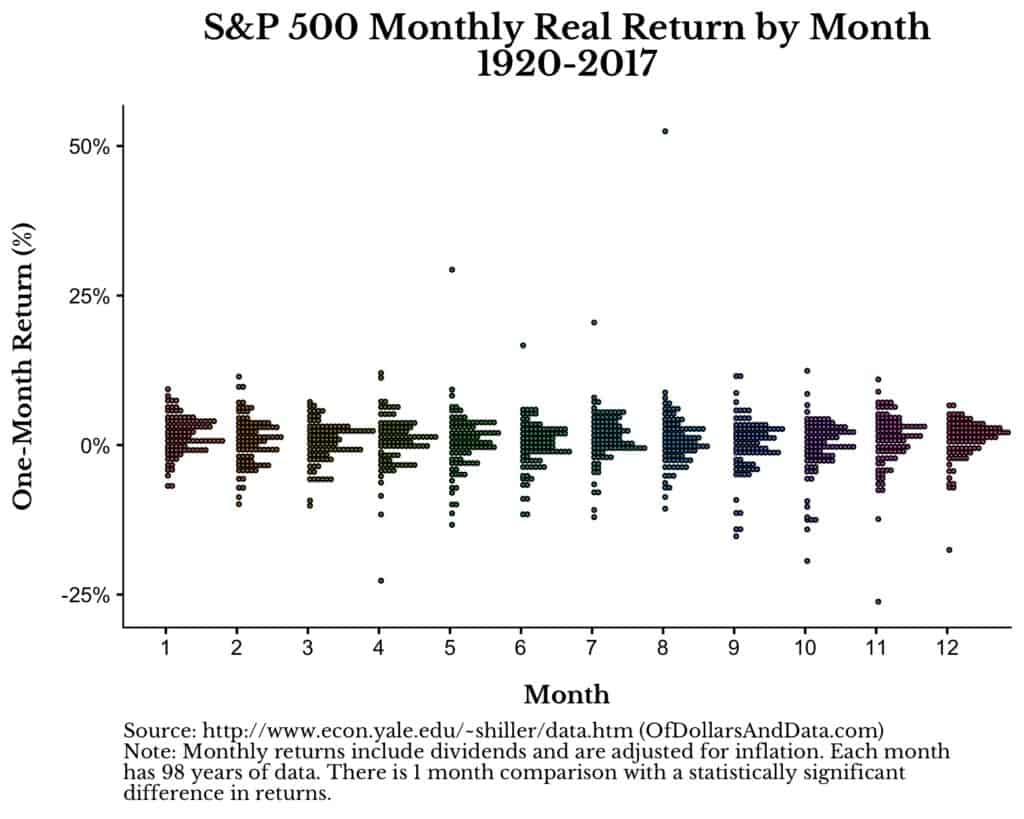 S&P 500 Monthly Real Return by Month
1920-2017
50%
25%
0%
-25%
One-Month Return (%)
1 2 3 4 5 6 7 8 9 10 11 12
Month
Source: http://www.econ.yale.edu/~shiller/data.htm (OfDollarsAndData.com)
Note: Monthly returns include dividends and are adjusted for inflation. Each month
has 98 years of data. There is 1 month comparison with a statistically significant
difference in returns.